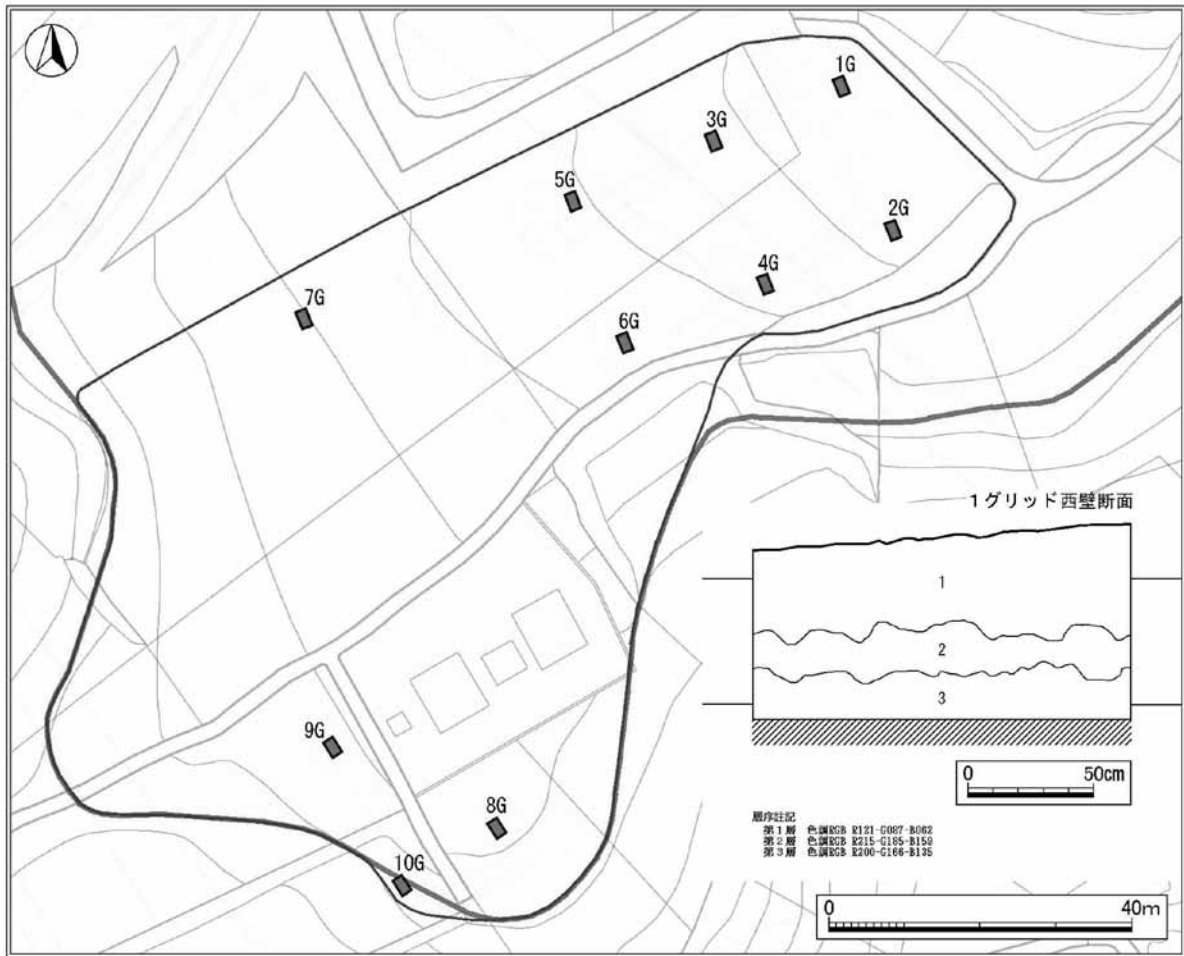 1G
3G
5G
2G
4G
7G
6G
1グリッド西壁断面
1
2
3
9G
8G
10G
0 50cm
層序註記
第1層 色調RGB R121-G087-B062
第2層 色調RGB R215-G185-B159
第3層 色調RGB R200-G166-B135
0 40m